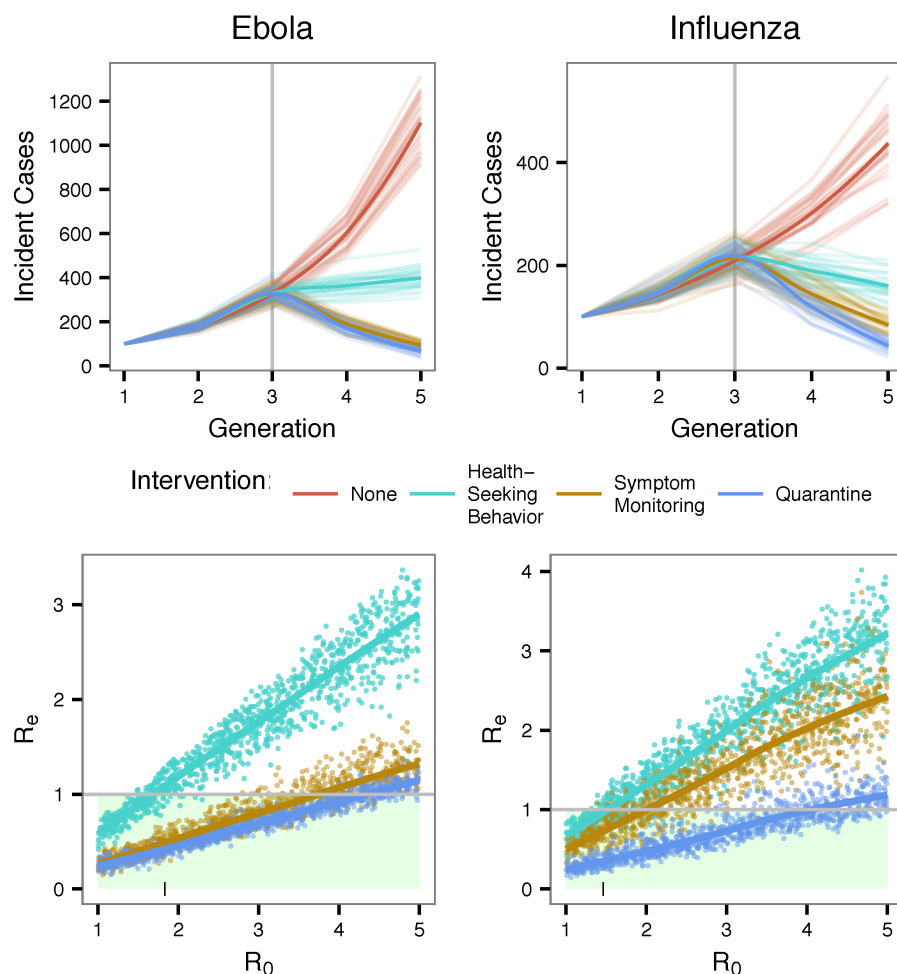 Ebola
Influenza
Incident Cases
1200
1000
800
600
400
200
0
1 2 3 4 5
Generation
Incident Cases
400
200
0
1 2 3 4 5
Generation
Intervention:
None
Health–
Seeking
Behavior
Symptom
Monitoring
Quarantine
Re
3
2
1
0
1 2 3 4 5
R0
Re
4
3
2
1
0
1 2 3 4 5
R0